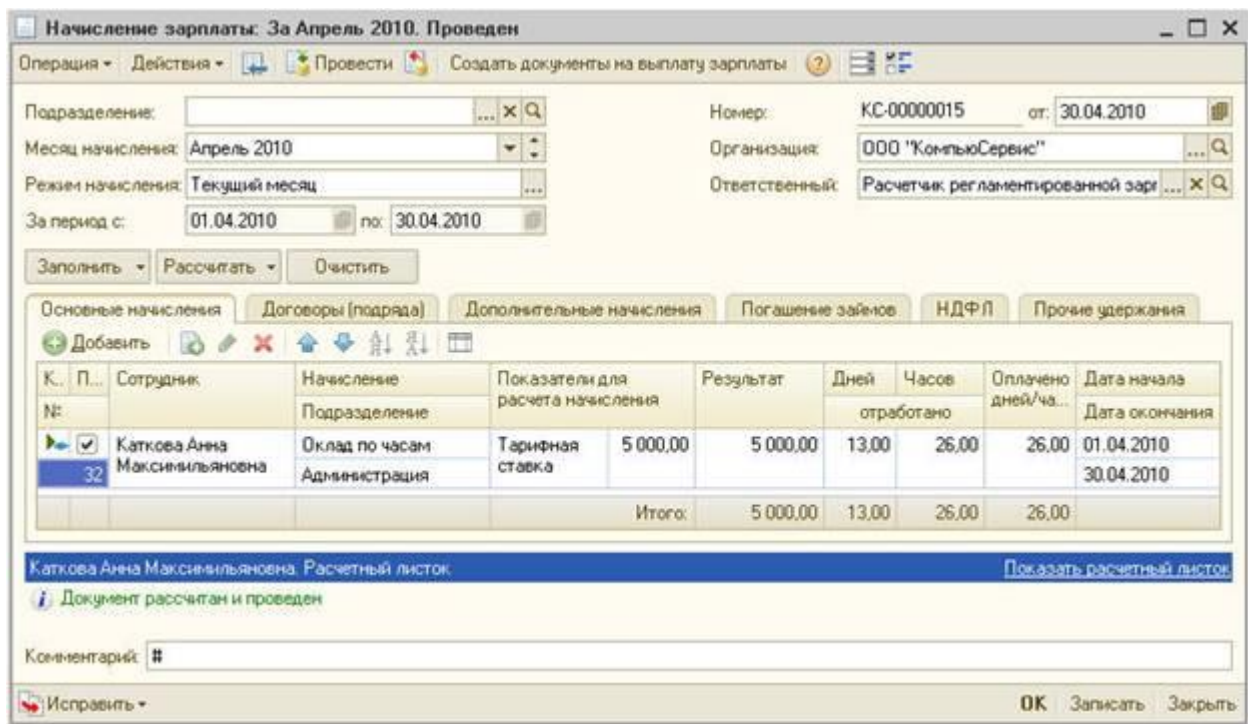 Начисление зарплаты: За Апрель 2010. Проведен
Операция Действия Провести Создать документы на выплату зарплаты ?
Подразделение: ... Номер: КС-00000015 от: 30.04.2010
Месяц начисления: Апрель 2010 Организация: ООО "КомпьюСервис" ...
Режим начисления: Текущий месяц ... Ответственный: Расчетчик регламентированной зарг ...
За период с: 01.04.2010 по: 30.04.2010
Заполнить Рассчитать Очистить
Основные начисления Договоры (подряда) Дополнительные начисления Погашение займов НДФЛ Прочие удержания
Добавить
К... П... Сотрудник Начисление Показатели для расчета начисления Результат Дней Часов Оплачено дней/ча... Дата начала
№ Подразделение отработано Дата окончания
Каткова Анна Максимильяновна Оклад по часам Тарифная ставка 5 000,00 5 000,00 13,00 26,00 26,00 01.04.2010
32 Администрация 30.04.2010
Итого: 5 000,00 13,00 26,00 26,00
Каткова Анна Максимильяновна. Расчетный листок Показать расчетный листок
i Документ рассчитан и проведен
Комментарий: #
Исправить OK Записать Закрыть